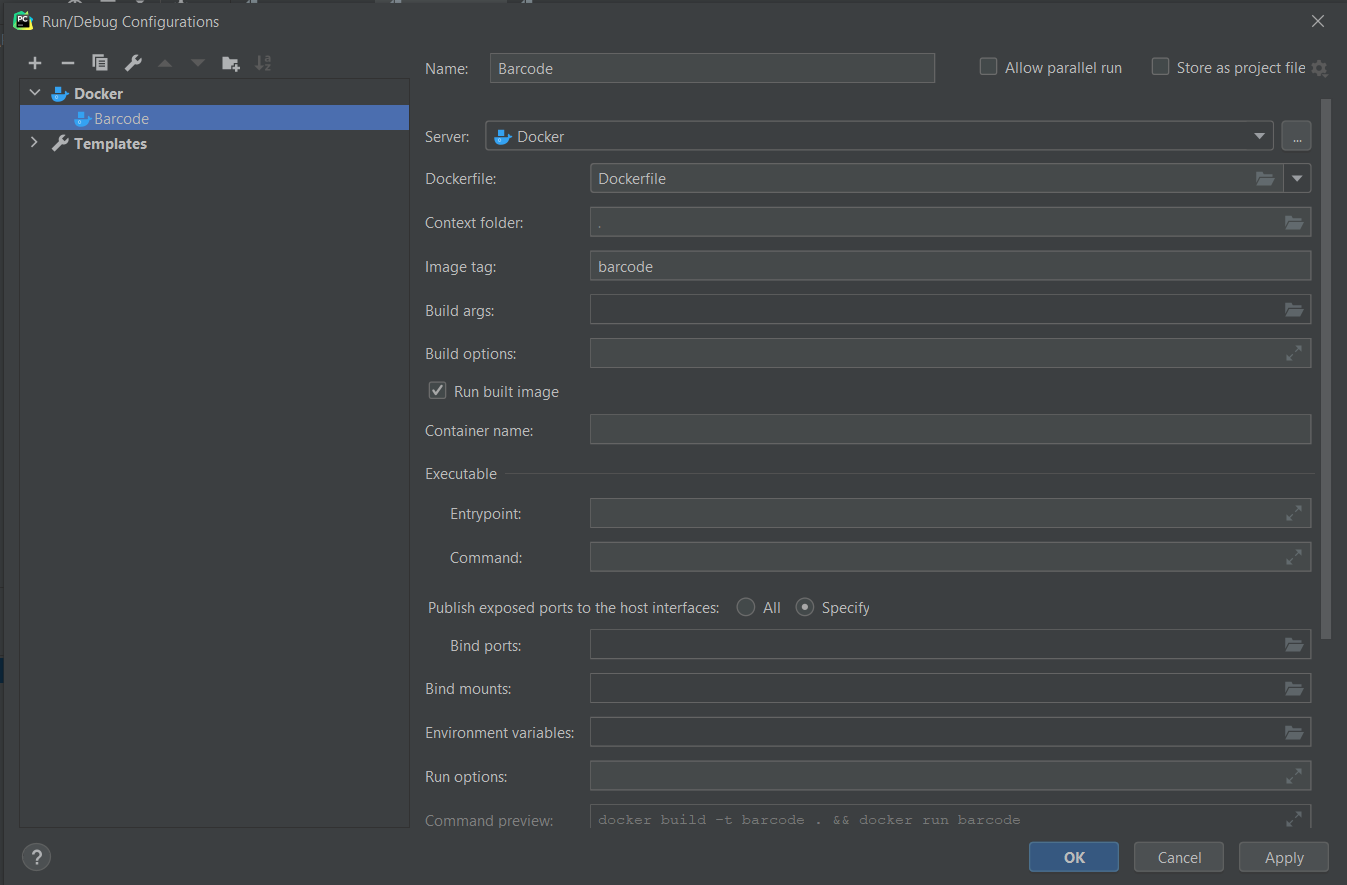 Run/Debug Configurations
Docker
Barcode
Templates
Name: Barcode
Allow parallel run
Store as project file
Server: Docker
...
Dockerfile: Dockerfile
Context folder: .
Image tag: barcode
Build args:
Build options:
Run built image
Container name:
Executable
Entrypoint:
Command:
Publish exposed ports to the host interfaces: All Specify
Bind ports:
Bind mounts:
Environment variables:
Run options:
Command preview: docker build -t barcode . && docker run barcode
?
OK
Cancel
Apply